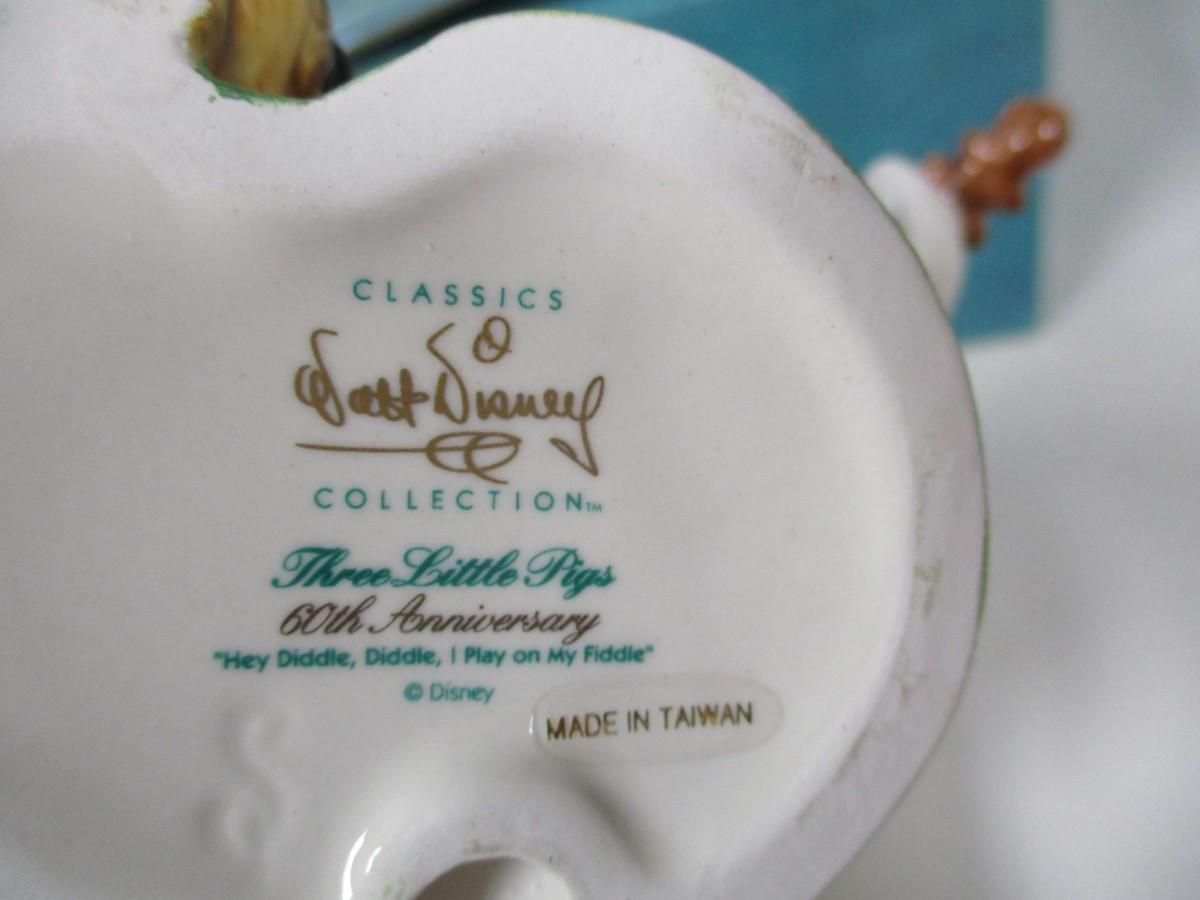 CLASSICS
Walt Disney
COLLECTION™
Three Little Pigs
60th Anniversary
"Hey Diddle, Diddle, I Play on My Fiddle"
© Disney
MADE IN TAIWAN